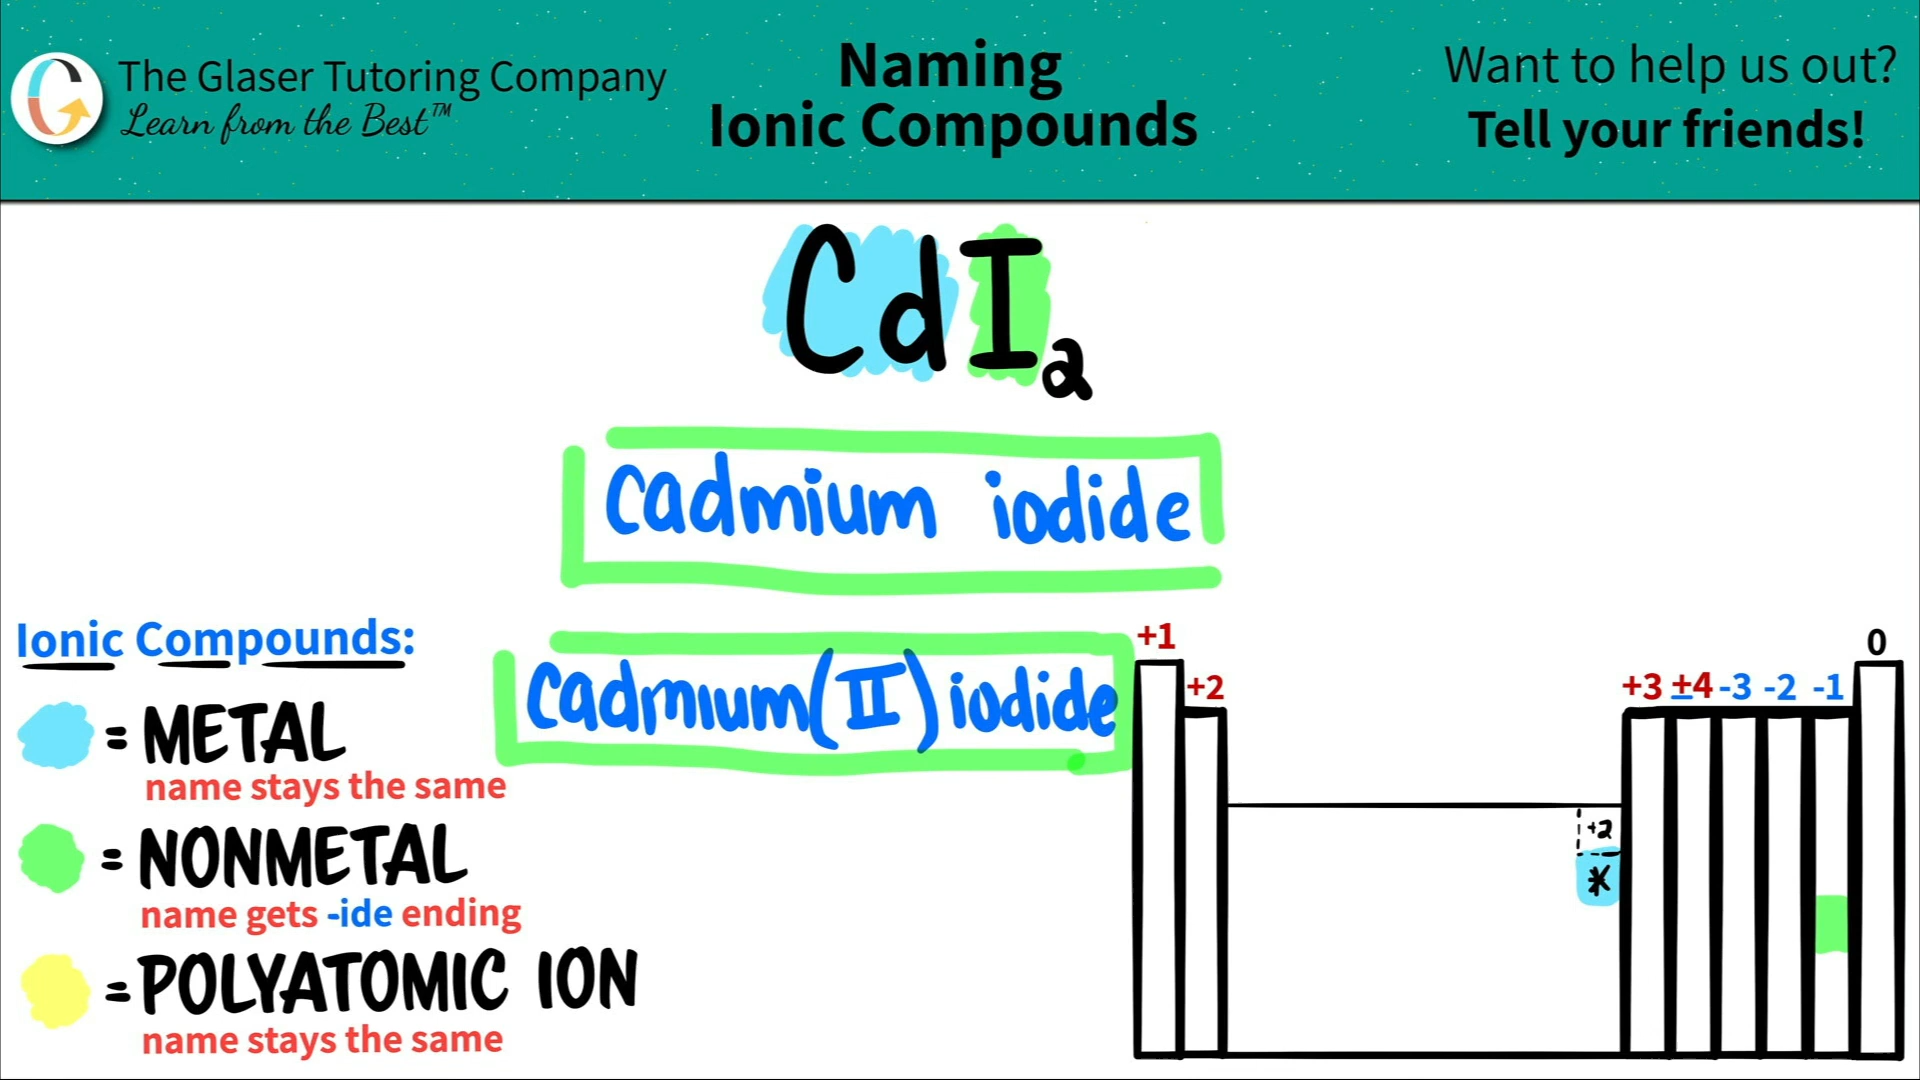 The Glaser Tutoring Company
Learn from the Best™
Naming
Ionic Compounds
Want to help us out?
Tell your friends!
CdI₂
cadmium iodide
cadmium(II) iodide
Ionic Compounds:
= METAL
name stays the same
= NONMETAL
name gets -ide ending
= POLYATOMIC ION
name stays the same
+1
+2
+3 ±4 -3 -2 -1
0
+2
*